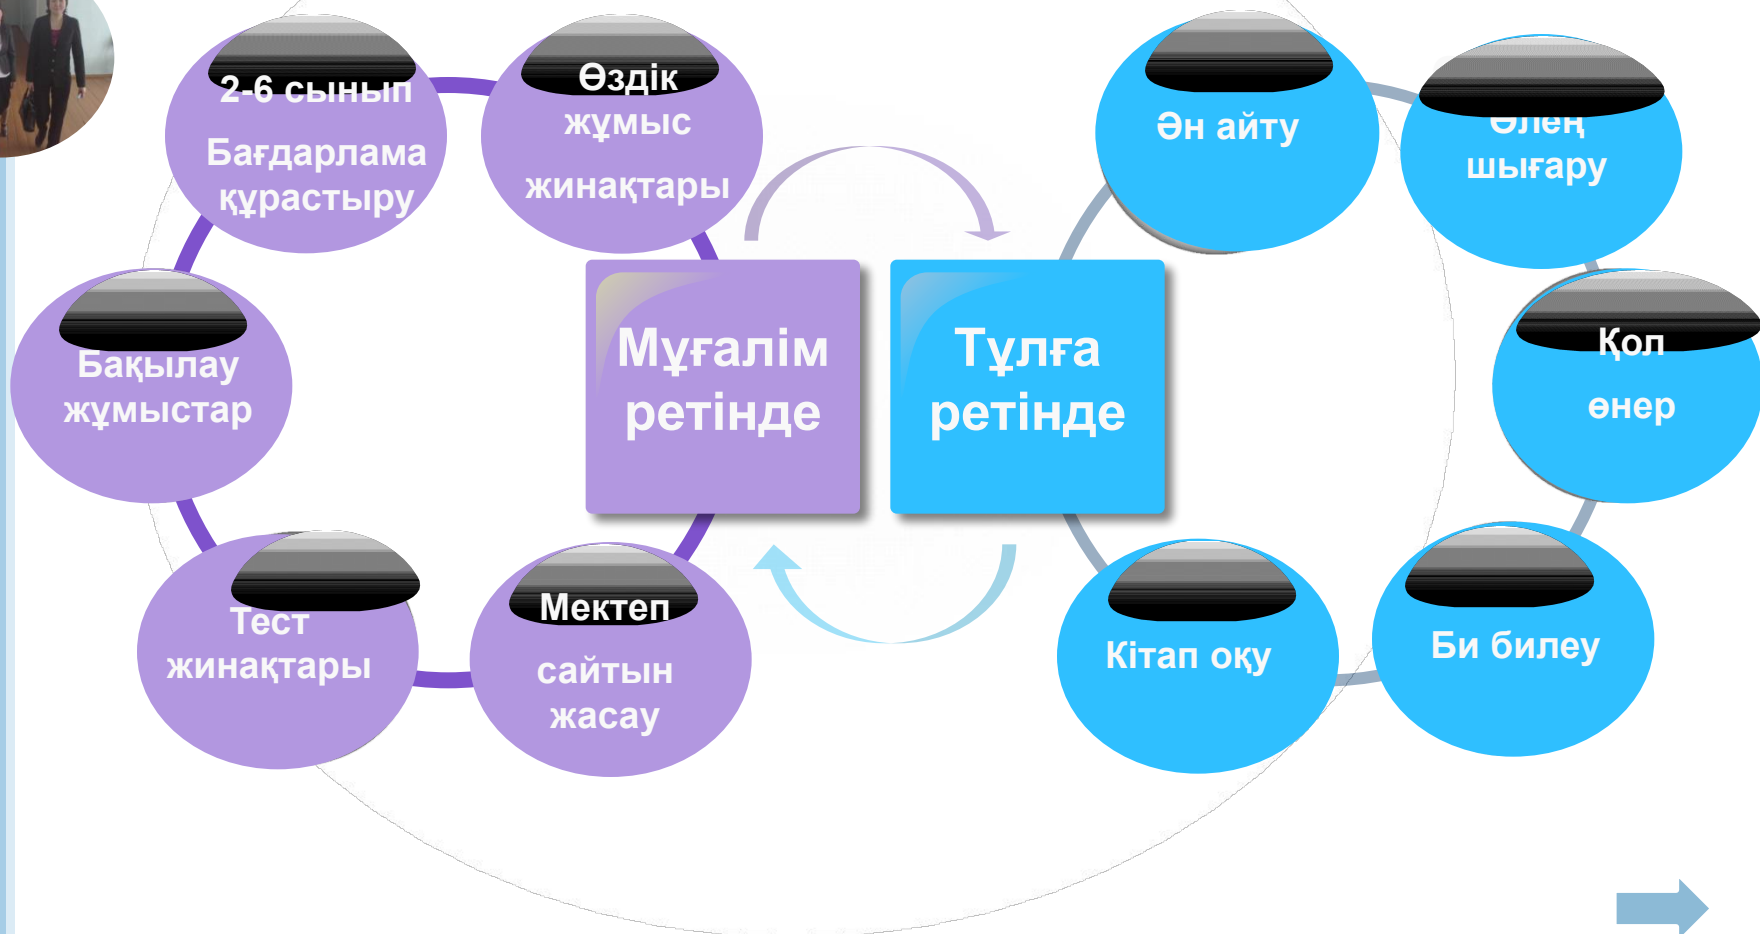 2-6 сынып
Бағдарлама
құрастыру
Өздік
жұмыс
жинақтары
Бақылау
жұмыстар
Тест
жинақтары
Мектеп
сайтын
жасау
Мұғалім
ретінде
Тұлға
ретінде
Ән айту
Өлең
шығару
Қол
өнер
Би билеу
Кітап оқу